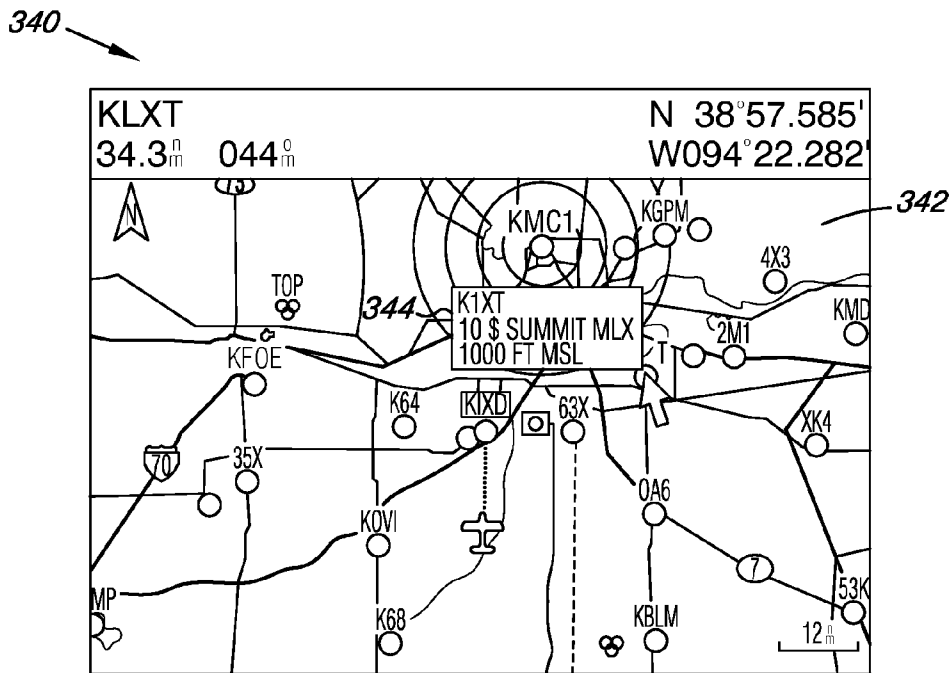 340
KLXT N 38°57.585'
34.3nm 044°m W094°22.282'
342
N
KMC1
KGPM
4X3
TOP
344
K1XT
10 $ SUMMIT MLX
1000 FT MSL
KMD
2M1
T
KFOE
K64
KIXD
63X
XK4
70
35X
0A6
KOVI
7
MP
53K
K68
KBLM
12nm